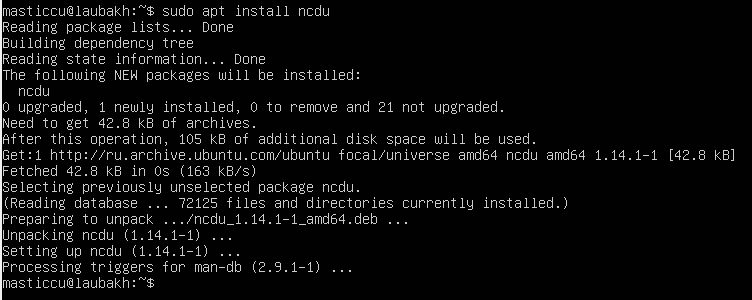 masticcu@laubakh:~$ sudo apt install ncdu
Reading package lists... Done
Building dependency tree
Reading state information... Done
The following NEW packages will be installed:
  ncdu
0 upgraded, 1 newly installed, 0 to remove and 21 not upgraded.
Need to get 42.8 kB of archives.
After this operation, 105 kB of additional disk space will be used.
Get:1 http://ru.archive.ubuntu.com/ubuntu focal/universe amd64 ncdu amd64 1.14.1-1 [42.8 kB]
Fetched 42.8 kB in 0s (163 kB/s)
Selecting previously unselected package ncdu.
(Reading database ... 72125 files and directories currently installed.)
Preparing to unpack .../ncdu_1.14.1-1_amd64.deb ...
Unpacking ncdu (1.14.1-1) ...
Setting up ncdu (1.14.1-1) ...
Processing triggers for man-db (2.9.1-1) ...
masticcu@laubakh:~$